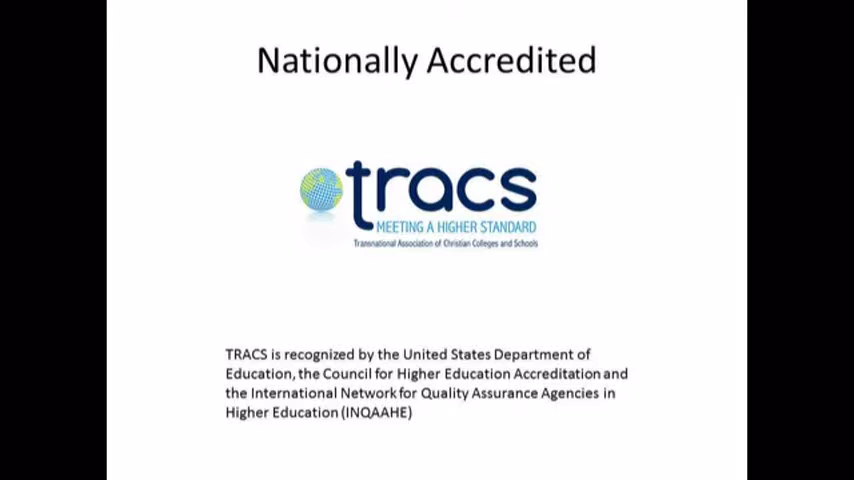 Nationally Accredited
tracs
MEETING A HIGHER STANDARD
Transnational Association of Christian Colleges and Schools
TRACS is recognized by the United States Department of
Education, the Council for Higher Education Accreditation and
the International Network for Quality Assurance Agencies in
Higher Education (INQAAHE)